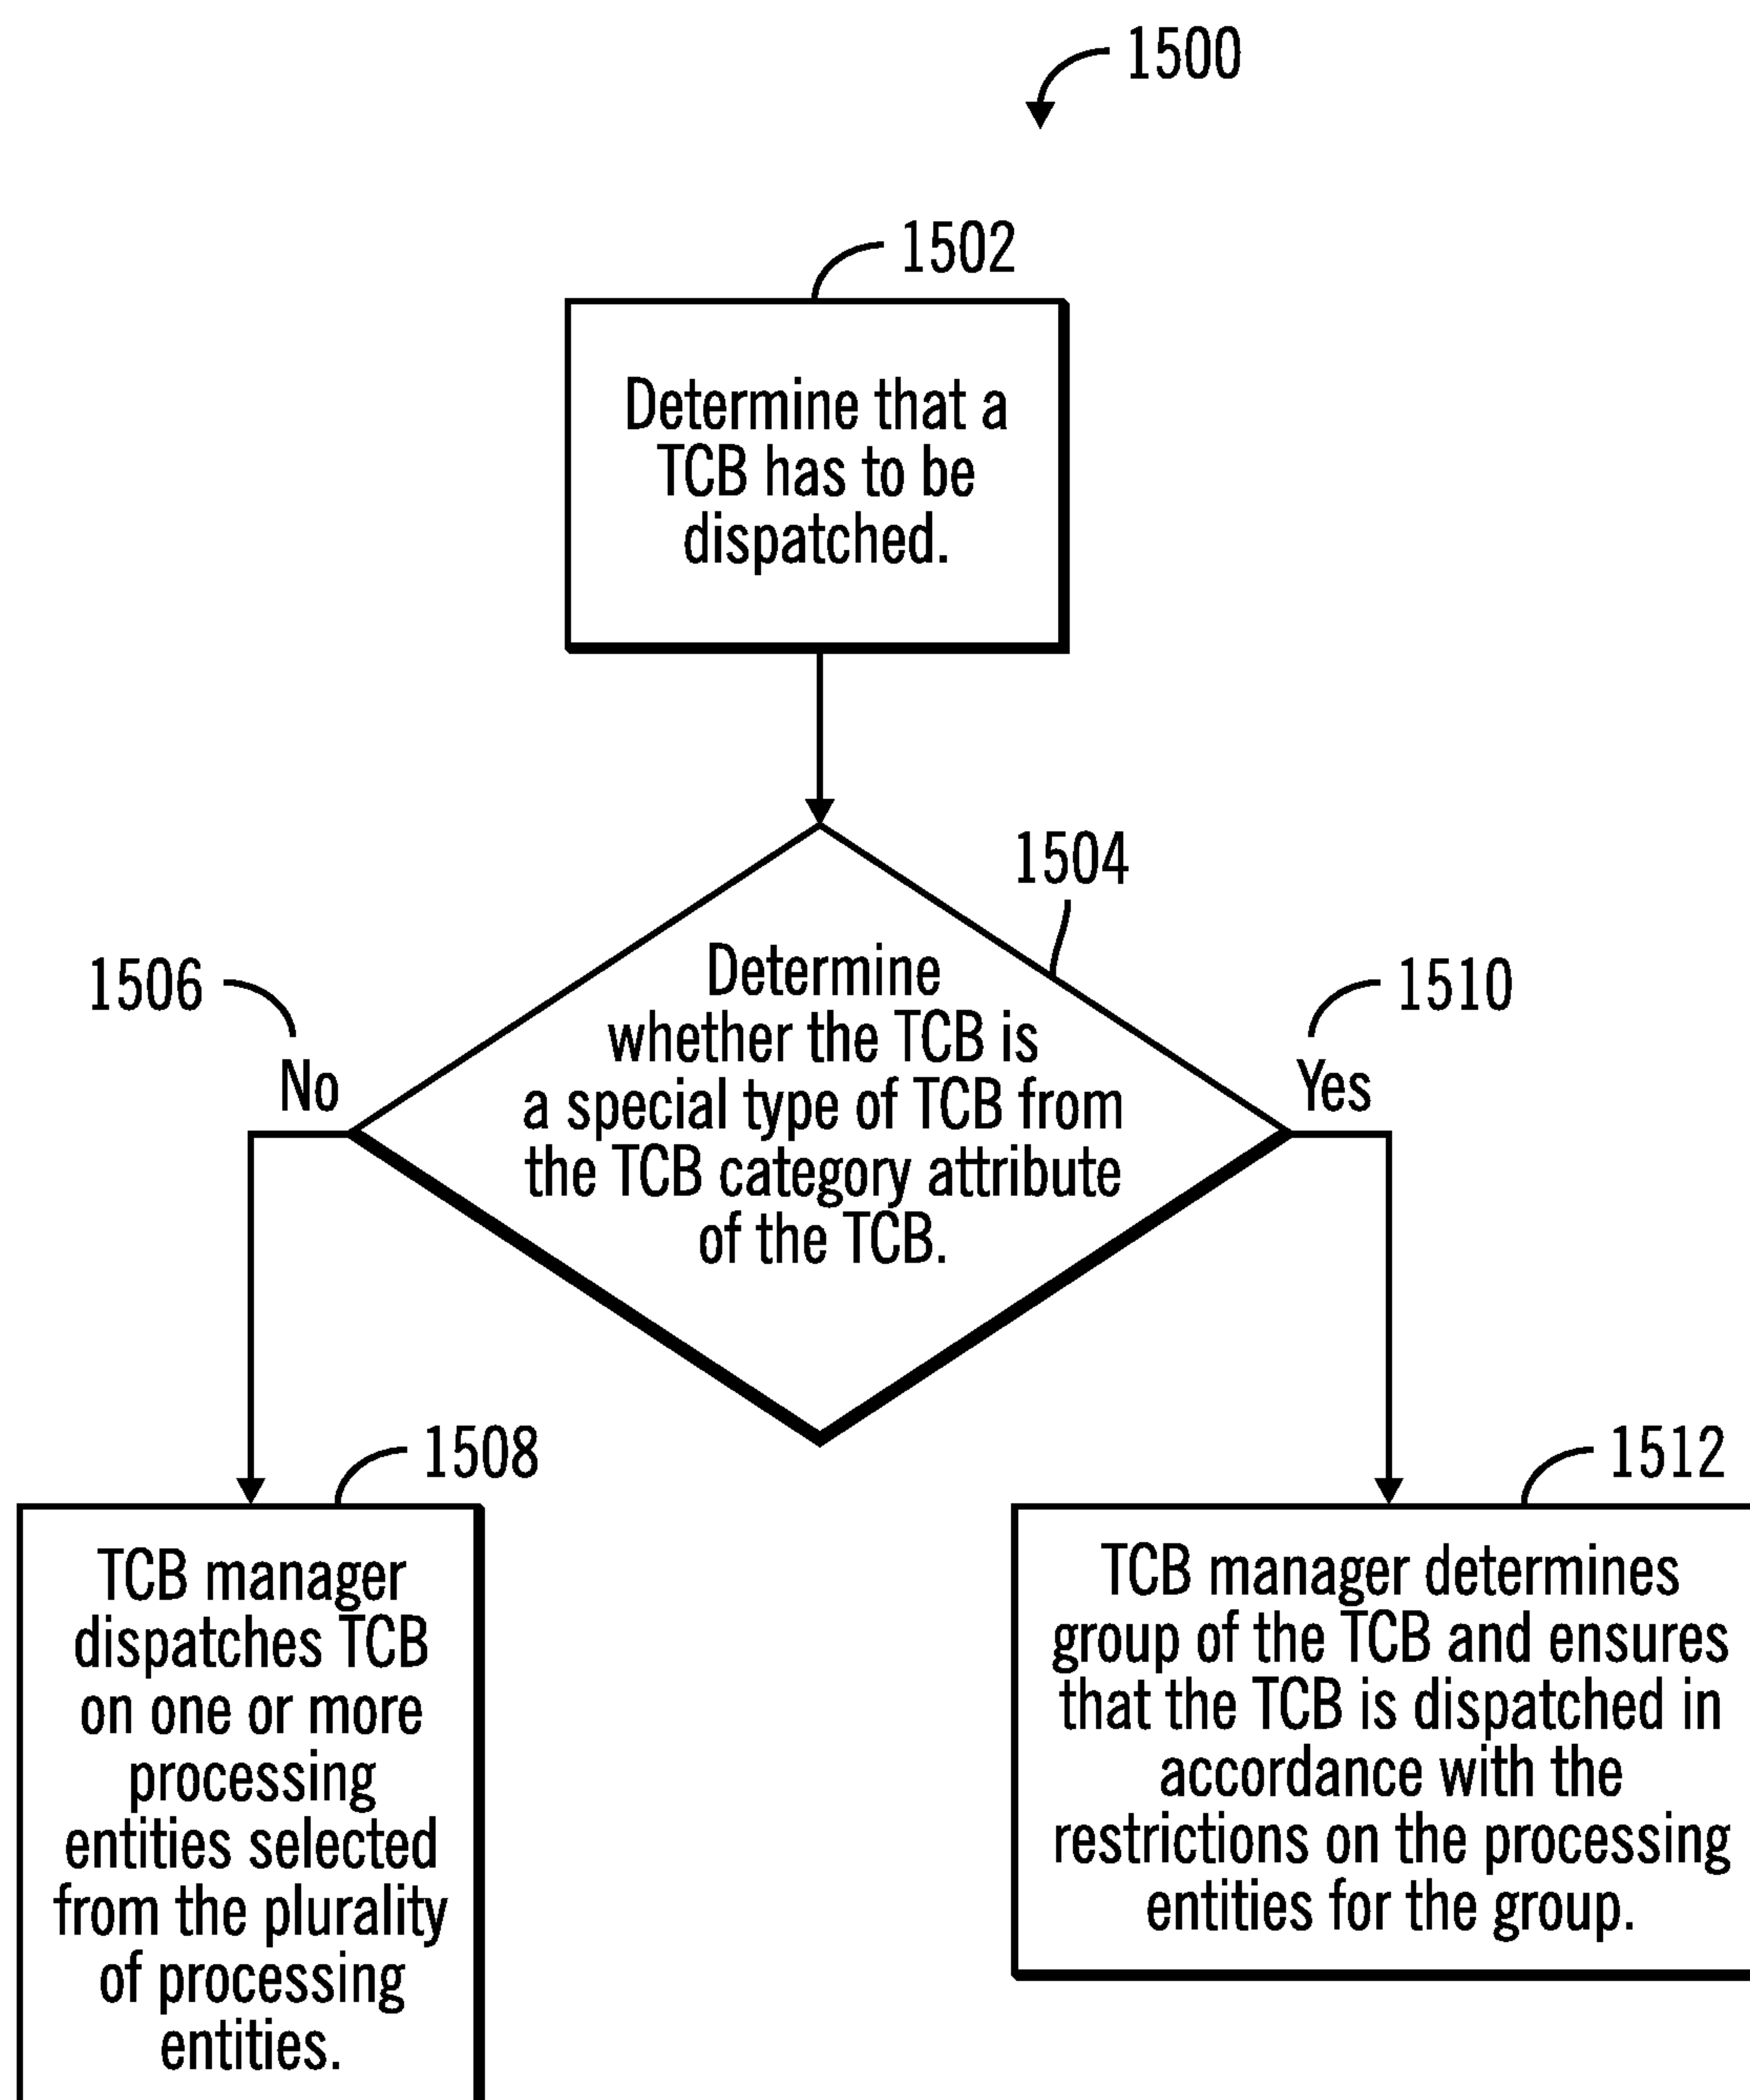 1500
1502
Determine that a
TCB has to be
dispatched.
1504
Determine
whether the TCB is
a special type of TCB from
the TCB category attribute
of the TCB.
1506
No
1510
Yes
1508
TCB manager
dispatches TCB
on one or more
processing
entities selected
from the plurality
of processing
entities.
1512
TCB manager determines
group of the TCB and ensures
that the TCB is dispatched in
accordance with the
restrictions on the processing
entities for the group.